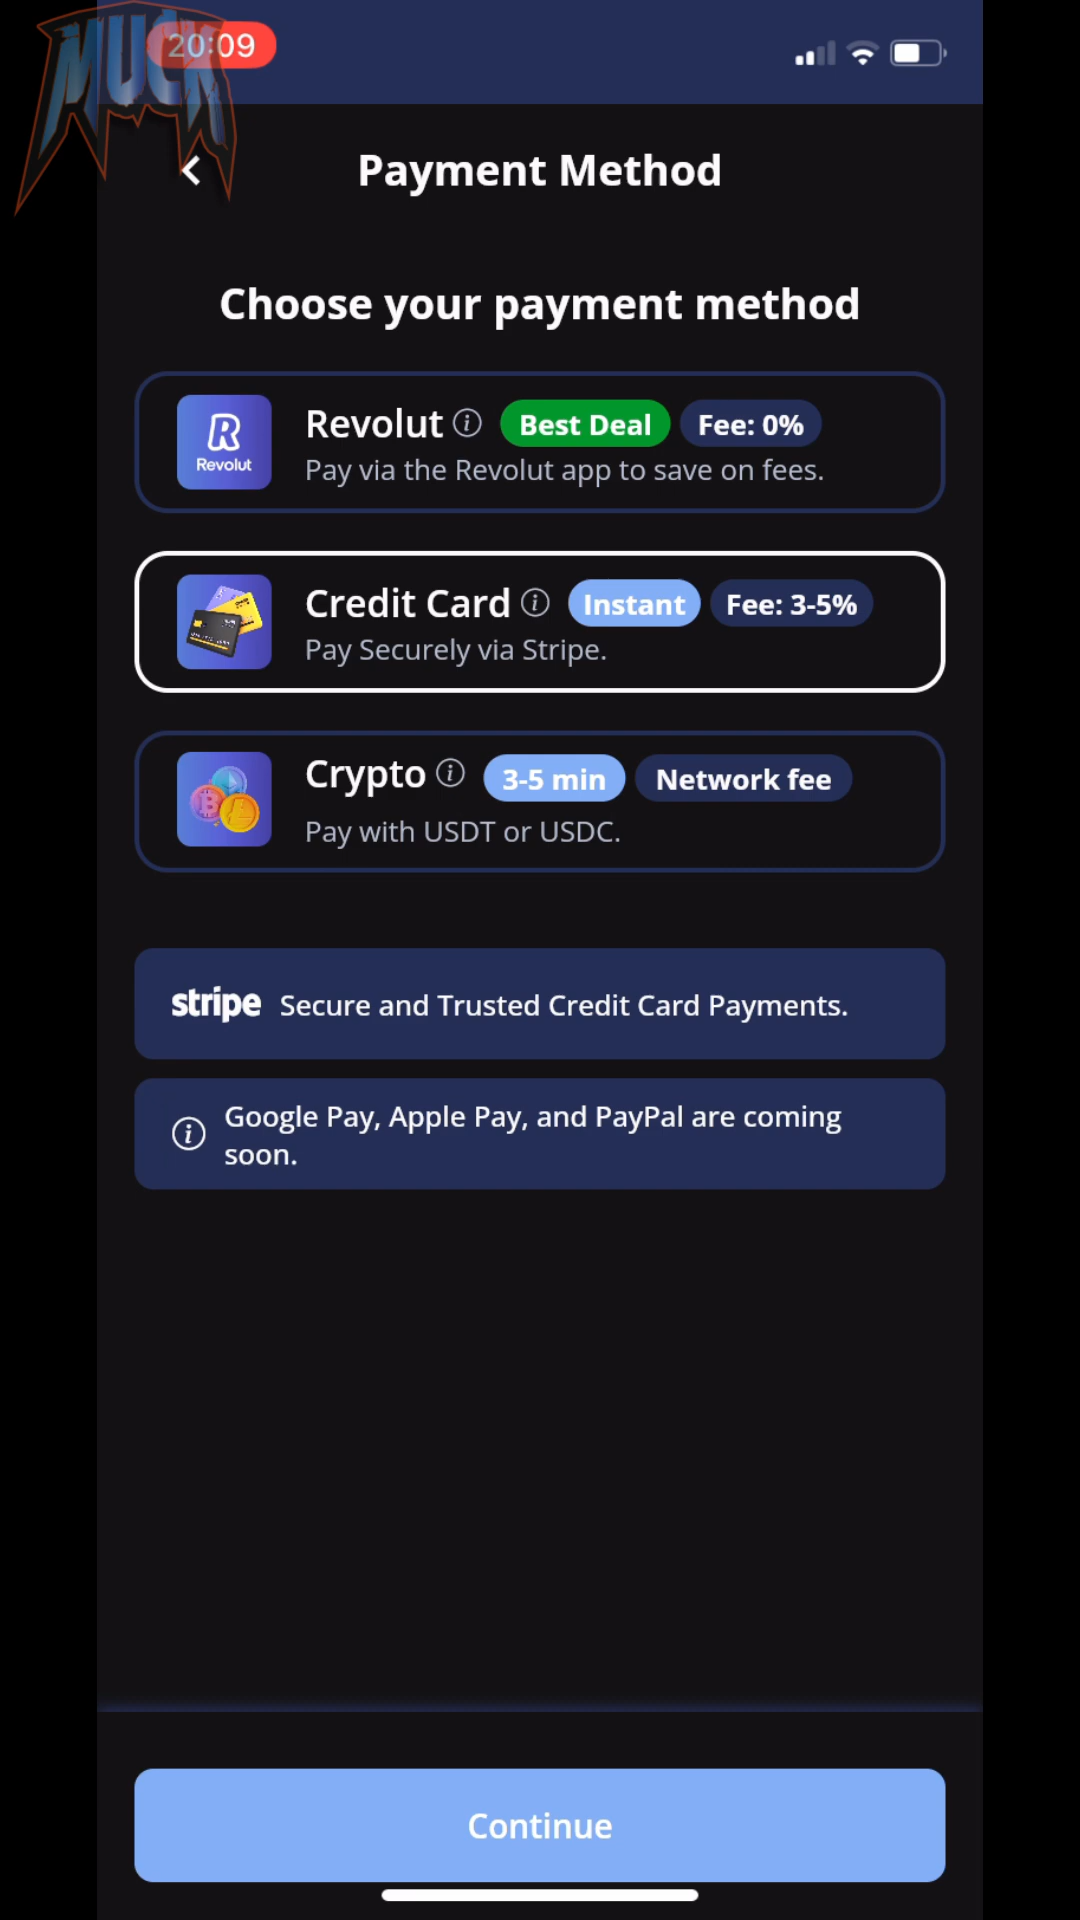 MUCK
20:09
Payment Method
Choose your payment method
Revolut
Revolut Best Deal Fee: 0%
Pay via the Revolut app to save on fees.
Credit Card Instant Fee: 3-5%
Pay Securely via Stripe.
Crypto 3-5 min Network fee
Pay with USDT or USDC.
stripe Secure and Trusted Credit Card Payments.
Google Pay, Apple Pay, and PayPal are coming
soon.
Continue